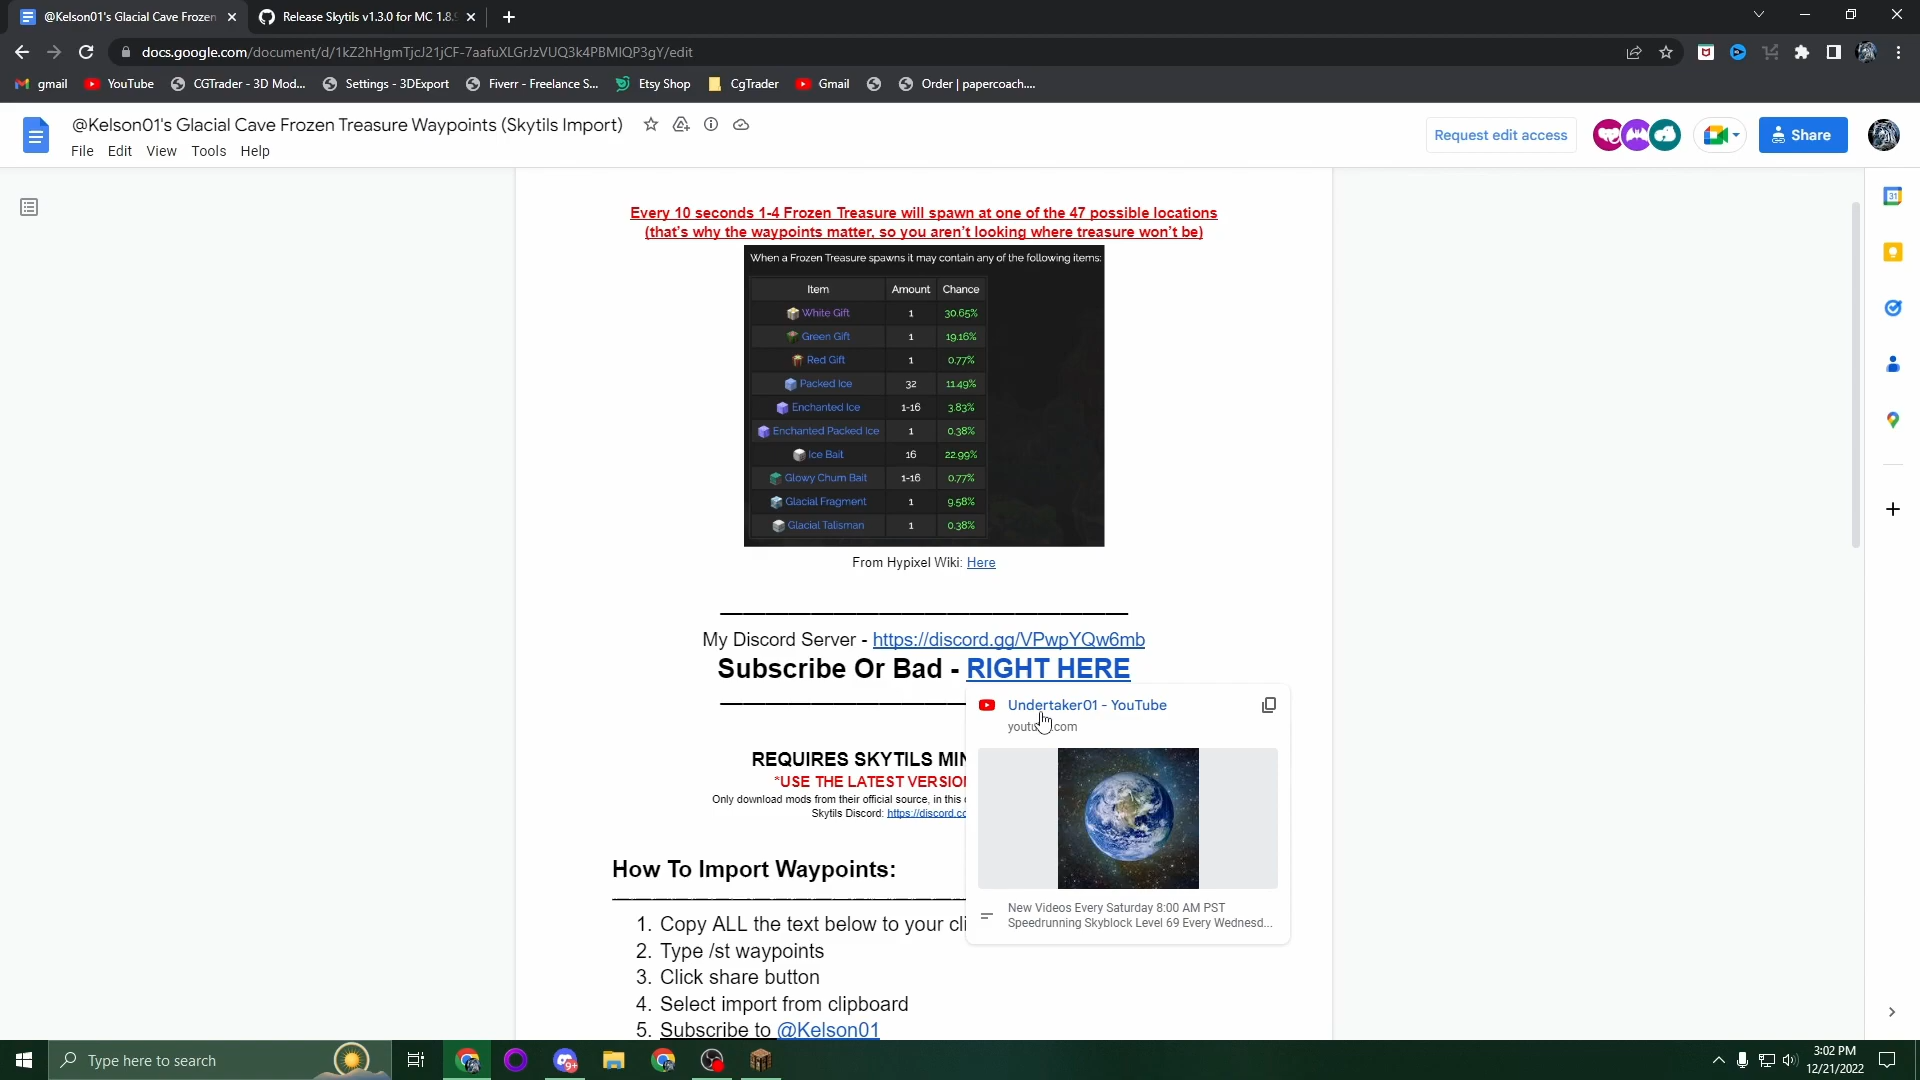 @Kelson01's Glacial Cave Frozen
Release Skytils v1.3.0 for MC 1.8.9
docs.google.com/document/d/1kZ2hHgmTjcJ21jCF-7aafuXLGrJzVUQ3k4PBMIQP3gY/edit
gmail YouTube CGTrader - 3D Mod... Settings - 3DExport Fiverr - Freelance S... Etsy Shop CgTrader Gmail Order | papercoach....
@Kelson01's Glacial Cave Frozen Treasure Waypoints (Skytils Import)
File Edit View Tools Help
Request edit access
Share
Every 10 seconds 1-4 Frozen Treasure will spawn at one of the 47 possible locations
(that's why the waypoints matter, so you aren't looking where treasure won't be)
When a Frozen Treasure spawns it may contain any of the following items:
Item Amount Chance
White Gift 1 30.65%
Green Gift 1 19.16%
Red Gift 1 0.77%
Packed Ice 32 11.49%
Enchanted Ice 1-16 3.83%
Enchanted Packed Ice 1 0.38%
Ice Bait 16 22.99%
Glowy Chum Bait 1-16 0.77%
Glacial Fragment 1 9.58%
Glacial Talisman 1 0.38%
From Hypixel Wiki: Here
My Discord Server - https://discord.gg/VPwpYQw6mb
Subscribe Or Bad - RIGHT HERE
Undertaker01 - YouTube
REQUIRES SKYTILS MIN
*USE THE LATEST VERSION
Only download mods from their official source, in this
Skytils Discord: https://discord.co
New Videos Every Saturday 8:00 AM PST
Speedrunning Skyblock Level 69 Every Wednesd...
How To Import Waypoints:
1. Copy ALL the text below to your cli
2. Type /st waypoints
3. Click share button
4. Select import from clipboard
5. Subscribe to @Kelson01
Type here to search
9+
3:02 PM
12/21/2022